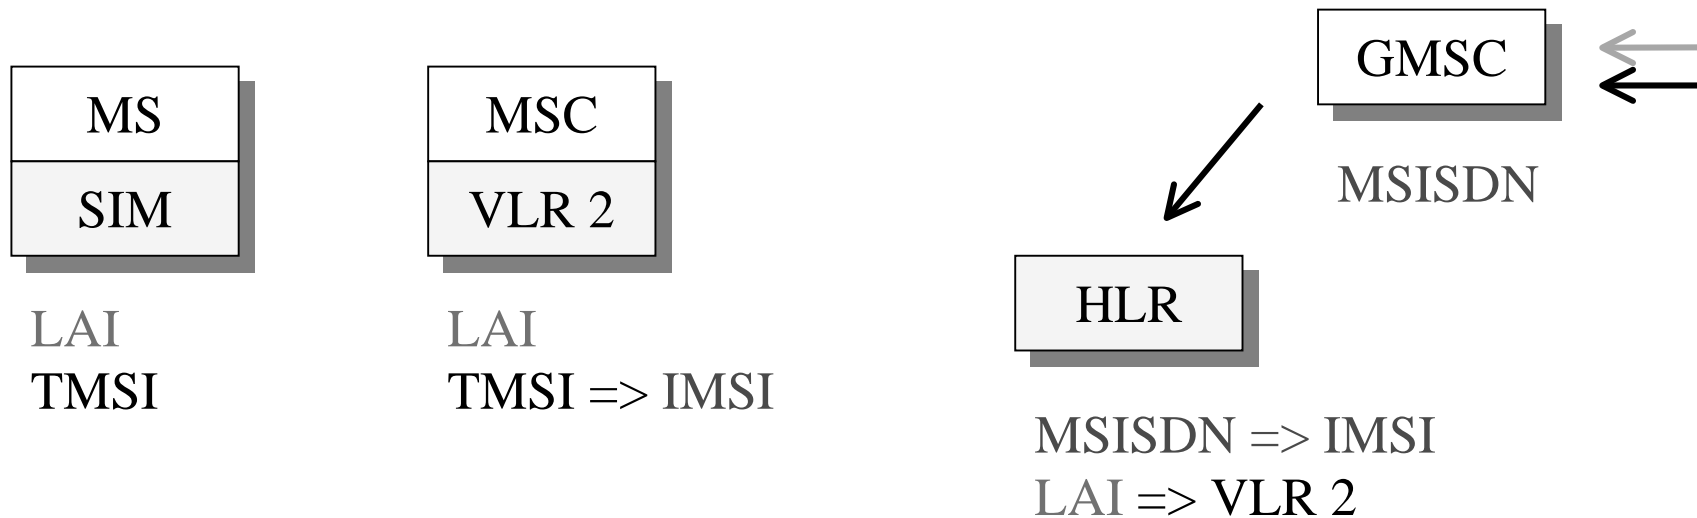 MS
SIM
LAI
TMSI
MSC
VLR 2
LAI
TMSI => IMSI
GMSC
MSISDN
HLR
MSISDN => IMSI
LAI => VLR 2